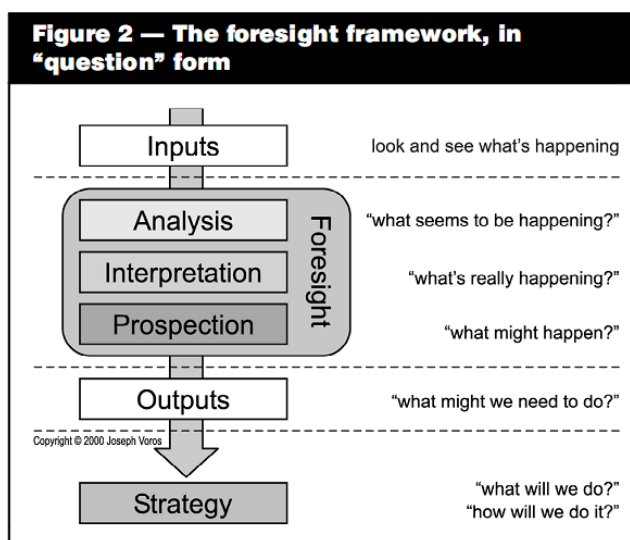 Figure 2 — The foresight framework, in
“question” form
Inputs
look and see what’s happening
Analysis
“what seems to be happening?”
Interpretation
“what’s really happening?”
Prospection
“what might happen?”
Foresight
Outputs
“what might we need to do?”
Copyright © 2000 Joseph Voros
Strategy
“what will we do?”
“how will we do it?”